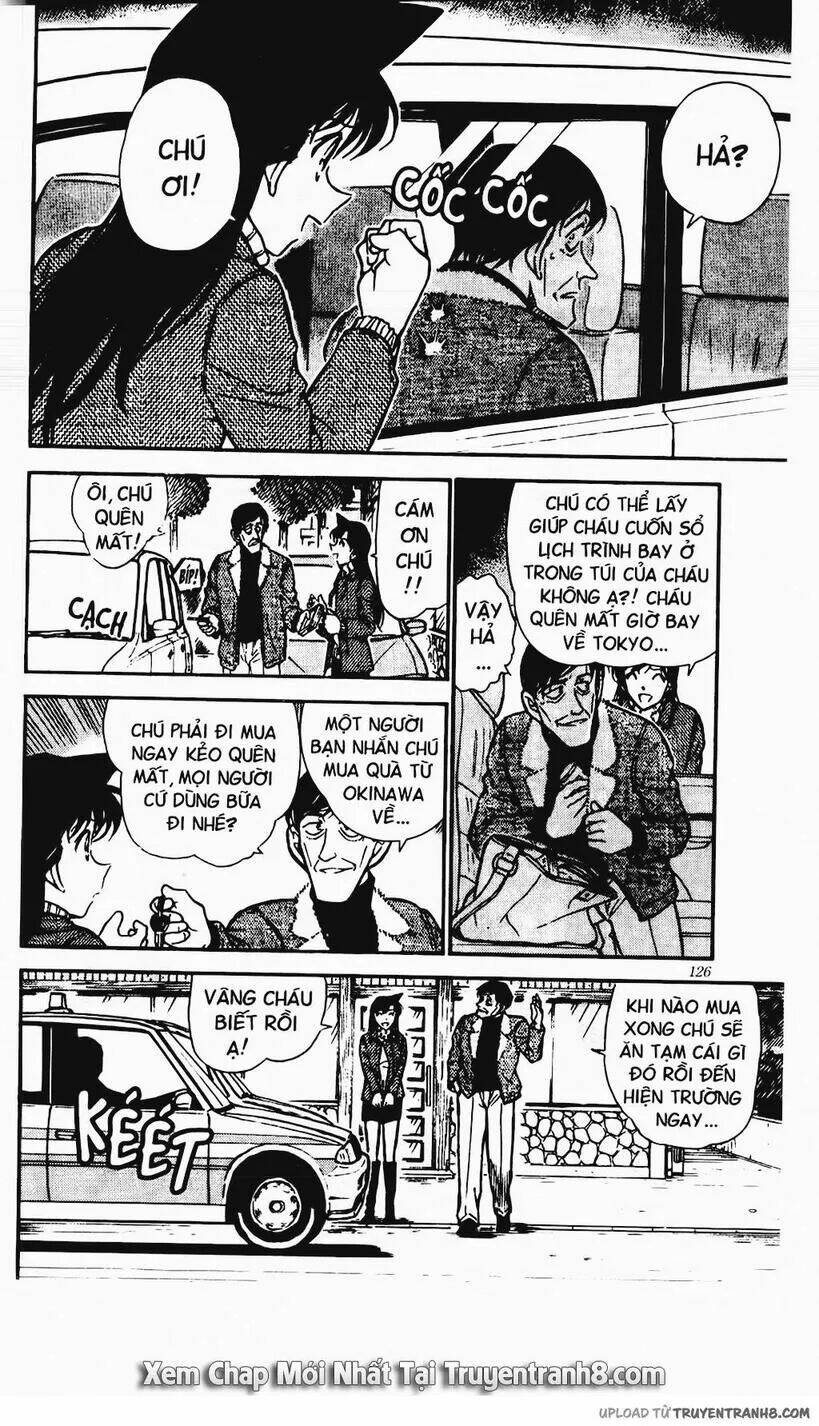 CHÚ
ƠI!
CỐC CỐC
HẢ?
CHÚ CÓ THỂ LẤY
GIÚP CHÁU CUỐN SỔ
LỊCH TRÌNH BAY Ở
TRONG TÚI CỦA CHÁU
KHÔNG Ạ?! CHÁU
QUÊN MẤT GIỜ BAY
VỀ TOKYO...
VẬY
HẢ
...
CÁM
ƠN
CHÚ
!!
ÔI, CHÚ
QUÊN
MẤT!
BÍP!
CẠCH
MỘT NGƯỜI
BẠN NHẮN CHÚ
MUA QUÀ TỪ
OKINAWA
VỀ...
CHÚ PHẢI ĐI MUA
NGAY KẺO QUÊN
MẤT, MỌI NGƯỜI
CỨ DÙNG BỮA
ĐI NHÉ?
126
KHI NÀO MUA
XONG CHÚ SẼ
ĂN TẠM CÁI GÌ
ĐÓ RỒI ĐẾN
HIỆN TRƯỜNG
NGAY...
VÂNG CHÁU
BIẾT RỒI
Ạ!
KÉÉT
Xem Chap Mới Nhất Tại Truyentranh8.com
UPLOAD TỪ TRUYENTRANH8.COM